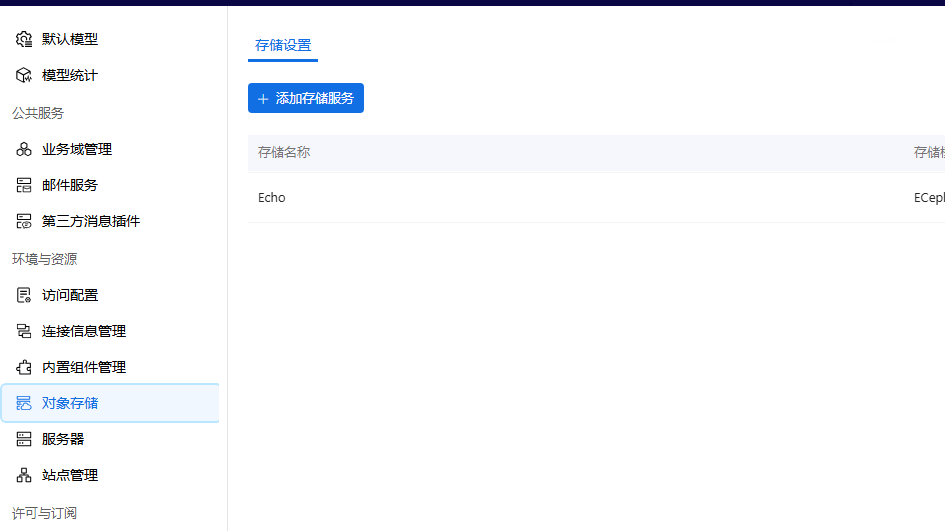 默认模型
模型统计
公共服务
业务域管理
邮件服务
第三方消息插件
环境与资源
访问配置
连接信息管理
内置组件管理
对象存储
服务器
站点管理
许可与订阅
存储设置
+ 添加存储服务
存储名称
存储
Echo
ECep